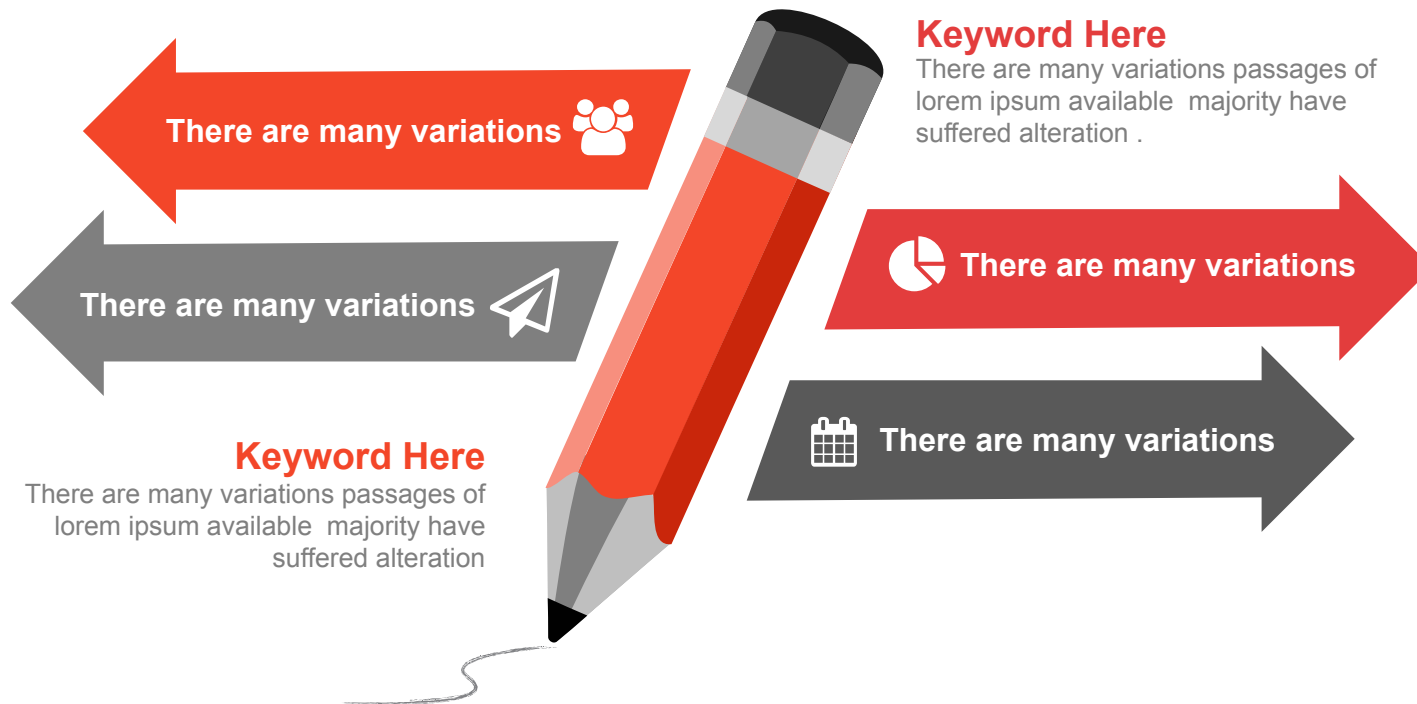 There are many variations
There are many variations
Keyword Here
There are many variations passages of
lorem ipsum available  majority have
suffered alteration
Keyword Here
There are many variations passages of
lorem ipsum available  majority have
suffered alteration .
There are many variations
There are many variations